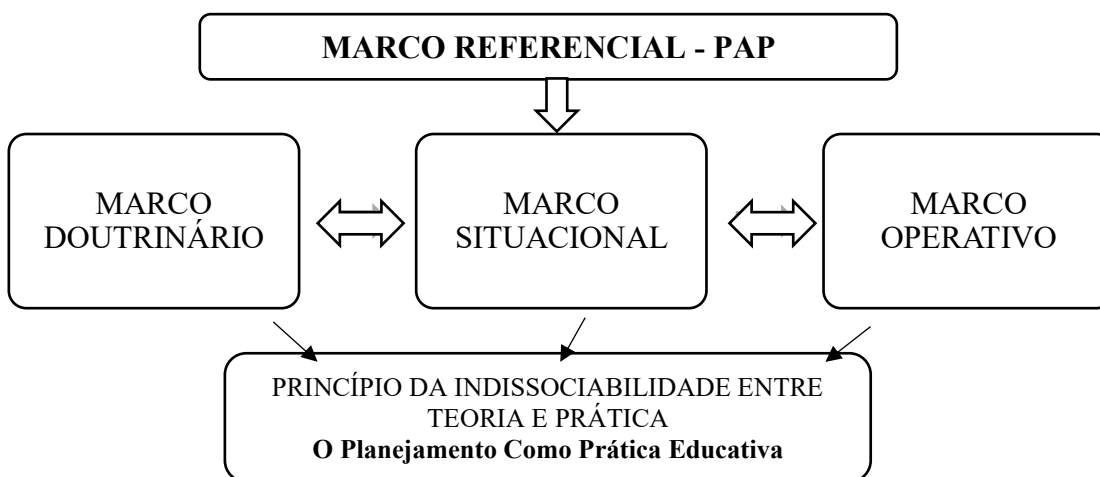 MARCO REFERENCIAL - PAP
MARCO
DOUTRINÁRIO
MARCO
SITUACIONAL
MARCO
OPERATIVO
PRINCÍPIO DA INDISSOCIABILIDADE ENTRE
TEORIA E PRÁTICA
O Planejamento Como Prática Educativa